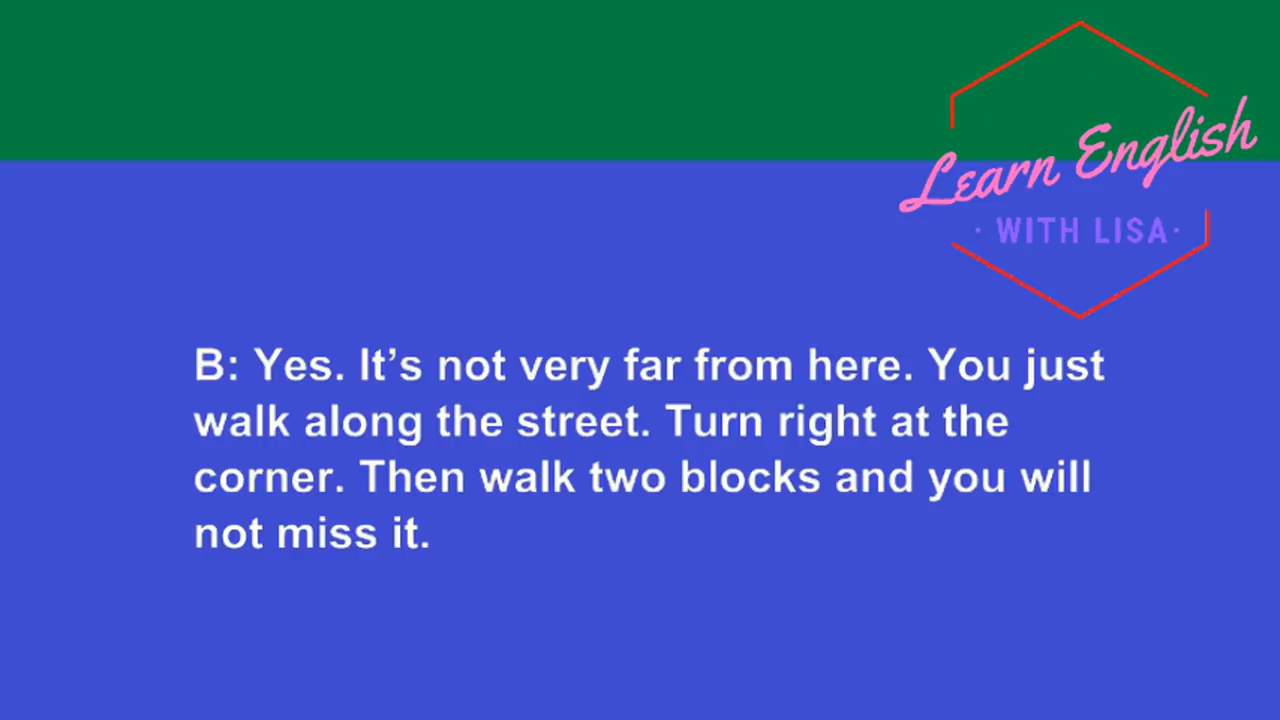 Learn English
· WITH LISA·
B: Yes. It’s not very far from here. You just
walk along the street. Turn right at the
corner. Then walk two blocks and you will
not miss it.